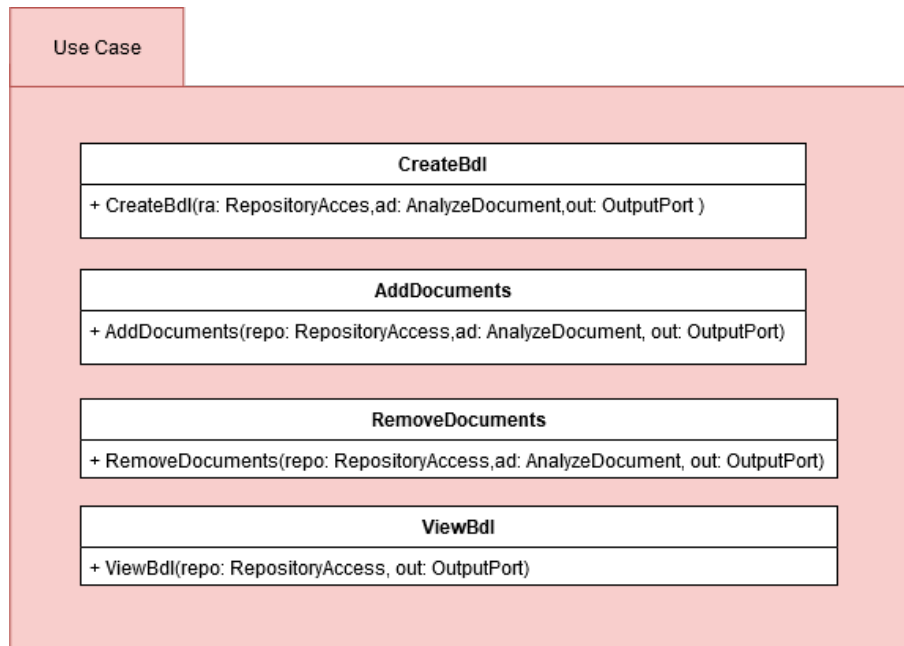 Use Case
CreateBdl
+ CreateBdl(ra: RepositoryAcces,ad: AnalyzeDocument,out: OutputPort )
AddDocuments
+ AddDocuments(repo: RepositoryAccess,ad: AnalyzeDocument, out: OutputPort)
RemoveDocuments
+ RemoveDocuments(repo: RepositoryAccess,ad: AnalyzeDocument, out: OutputPort)
ViewBdl
+ ViewBdl(repo: RepositoryAccess, out: OutputPort)